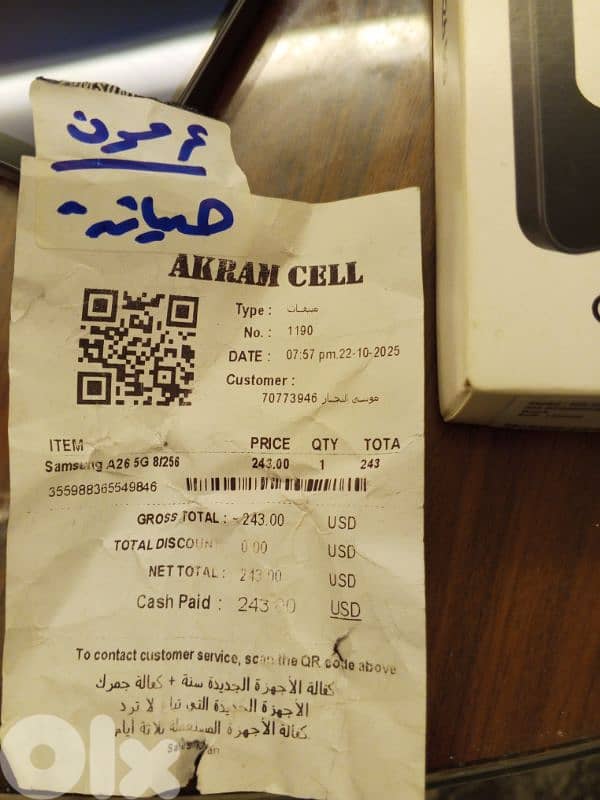 SAMSUNG
٢٤ مون
صيانة
AKRAM CELL
Type : مبيعات
No. : 1190
DATE : 07:57 pm,22-10-2025
Customer :
70773946 موسى النجار
ITEM PRICE QTY TOTA
Samsung A26 5G 8/256 243.00 1 243
355988365549846
GROSS TOTAL : 243.00 USD
TOTAL DISCOUN 0.00 USD
NET TOTAL : 243.00 USD
Cash Paid : 243.00 USD
To contact customer service, scan the QR code above
كفالة الأجهزة الجديدة سنة + كفالة جمرك
الأجهزة الجديدة التي تباع لا ترد
كفالة الأجهزة المستعملة ثلاثة أيام
olx